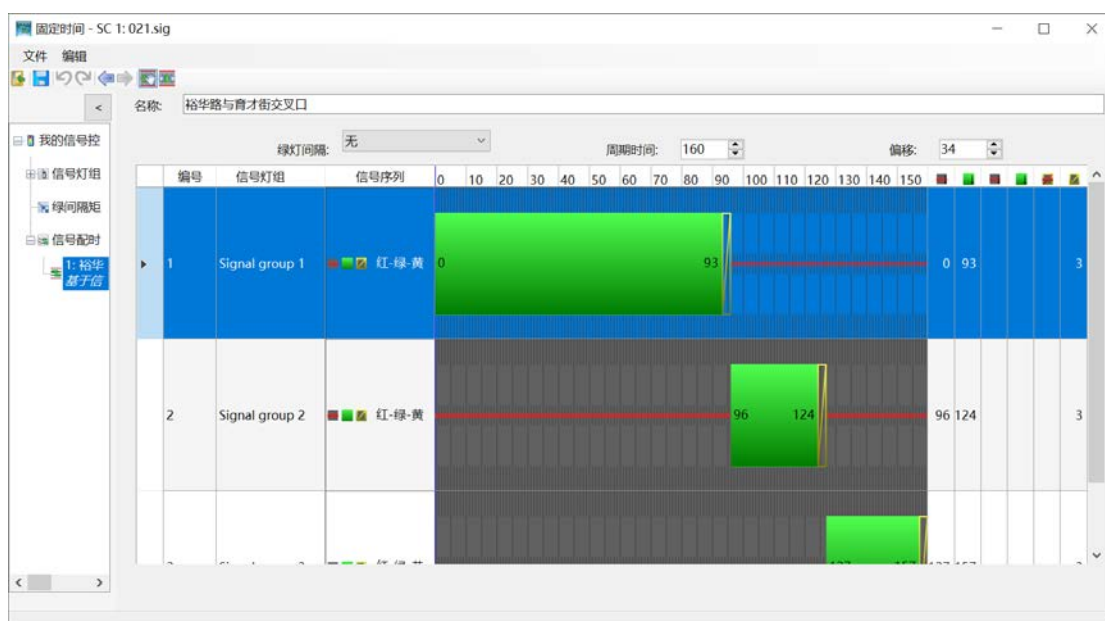 固定时间 - SC 1: 021.sig
文件 编辑
< 名称: 裕华路与育才街交叉口
我的信号控
绿灯间隔: 无 周期时间: 160 偏移: 34
信号灯组
编号 信号灯组 信号序列 0 10 20 30 40 50 60 70 80 90 100 110 120 130 140 150
绿间隔矩
信号配时
1: 裕华
基于信
1 Signal group 1 红-绿-黄 0 93 0 93 3
2 Signal group 2 红-绿-黄 96 124 96 124 3